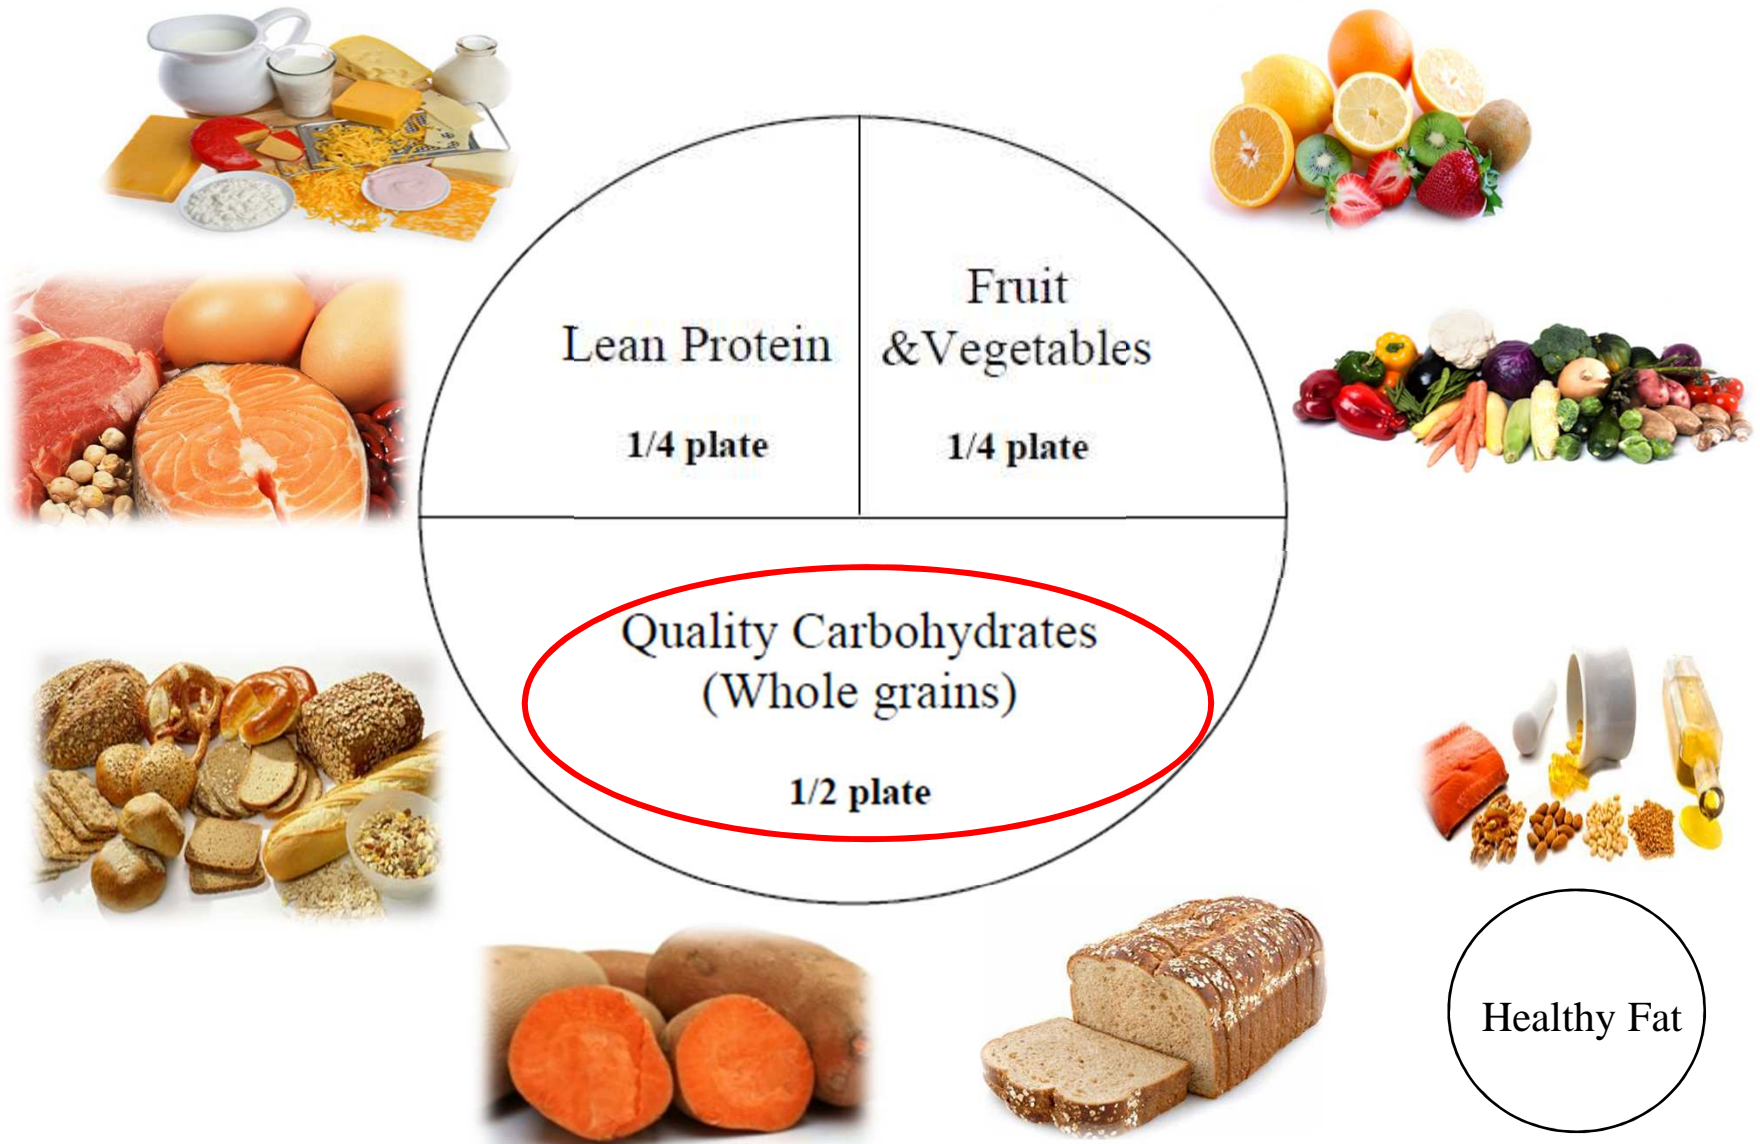 Lean Protein
1/4 plate
Fruit
&Vegetables
1/4 plate
Quality Carbohydrates
(Whole grains)
1/2 plate
Healthy Fat